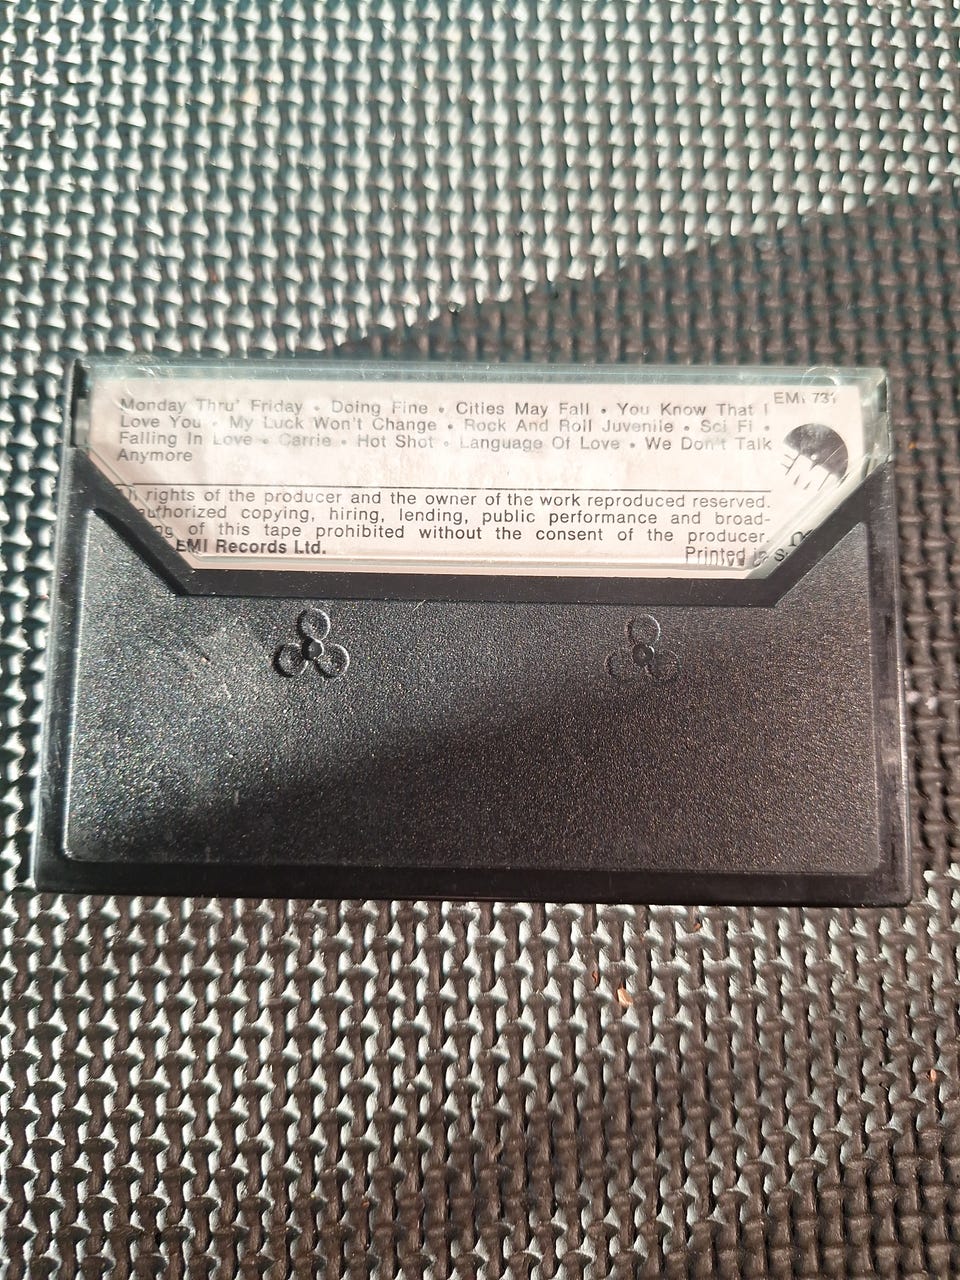 Monday Thru' Friday • Doing Fine • Cities May Fall • You Know That I
Love You • My Luck Won't Change • Rock And Roll Juvenile • Sci Fi •
Falling In Love • Carrie • Hot Shot • Language Of Love • We Don't Talk
Anymore
EMI
rights of the producer and the owner of the work reproduced reserved.
copying, hiring, lending, public performance and broad-
of this tape prohibited without the consent of the producer.
EMI Records Ltd.
Printed